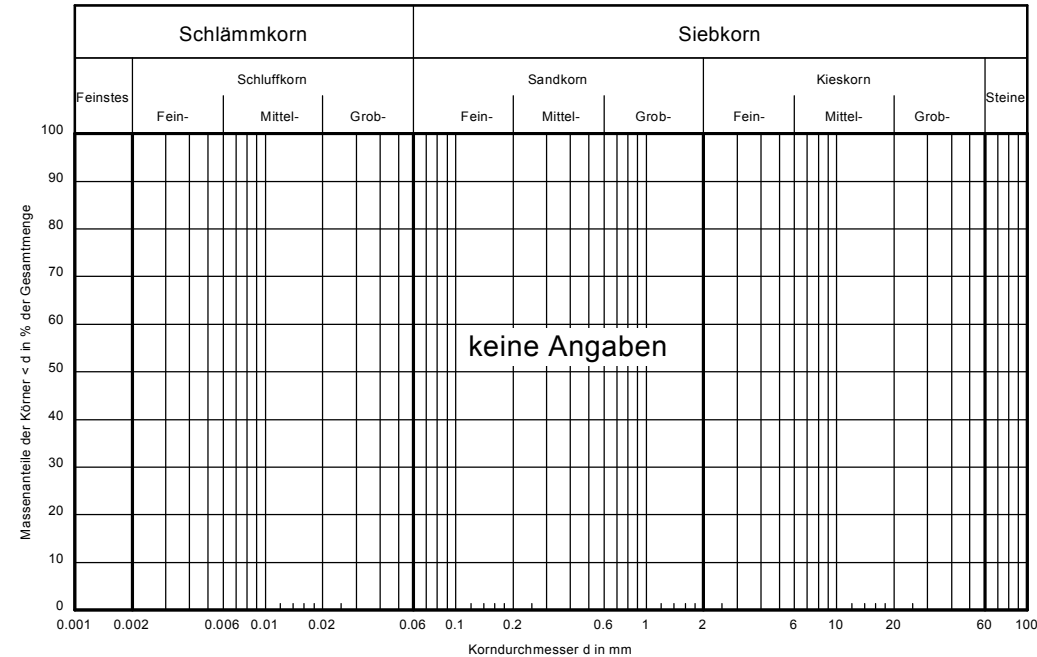 Schlämmkorn Siebkorn
Feinstes Schluffkorn Sandkorn Kieskorn Steine
Fein- Mittel- Grob- Fein- Mittel- Grob- Fein- Mittel- Grob-
100
90
80
70
60
50
40
30
20
10
0
Massenanteile der Körner < d in % der Gesamtmenge
keine Angaben
0.001 0.002 0.006 0.01 0.02 0.06 0.1 0.2 0.6 1 2 6 10 20 60 100
Korndurchmesser d in mm